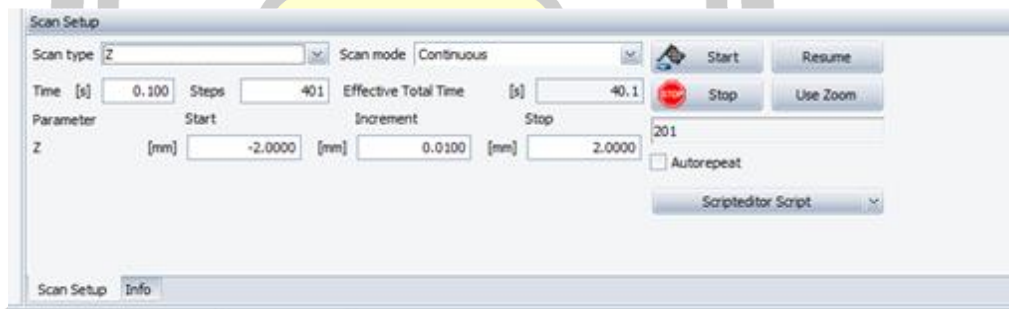 Scan Setup
Scan type Z Scan mode Continuous Start Resume
Time [s] 0.100 Steps 401 Effective Total Time [s] 40.1 STOP Stop Use Zoom
Parameter Start Increment Stop
201
Z [mm] -2.0000 [mm] 0.0100 [mm] 2.0000
Autorepeat
Scripteditor Script
Scan Setup Info